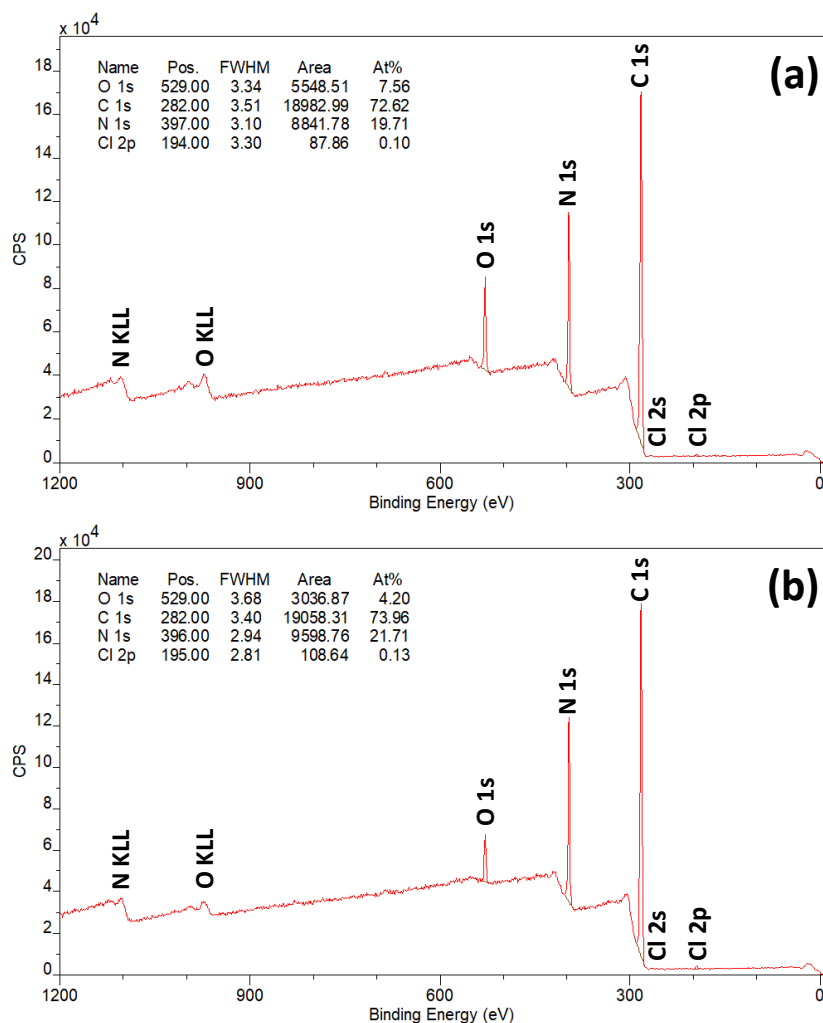 x 10⁴
(a)
Name Pos. FWHM Area At%
O 1s 529.00 3.34 5548.51 7.56
C 1s 282.00 3.51 18982.99 72.62
N 1s 397.00 3.10 8841.78 19.71
Cl 2p 194.00 3.30 87.86 0.10
18
16
14
12
10
8
6
4
2
0
CPS
N KLL
O KLL
O 1s
N 1s
C 1s
Cl 2s
Cl 2p
1200 900 600 300 0
Binding Energy (eV)
x 10⁴
(b)
Name Pos. FWHM Area At%
O 1s 529.00 3.68 3036.87 4.20
C 1s 282.00 3.40 19058.31 73.96
N 1s 396.00 2.94 9598.76 21.71
Cl 2p 195.00 2.81 108.64 0.13
20
18
16
14
12
10
8
6
4
2
0
CPS
N KLL
O KLL
O 1s
N 1s
C 1s
Cl 2s
Cl 2p
1200 900 600 300 0
Binding Energy (eV)